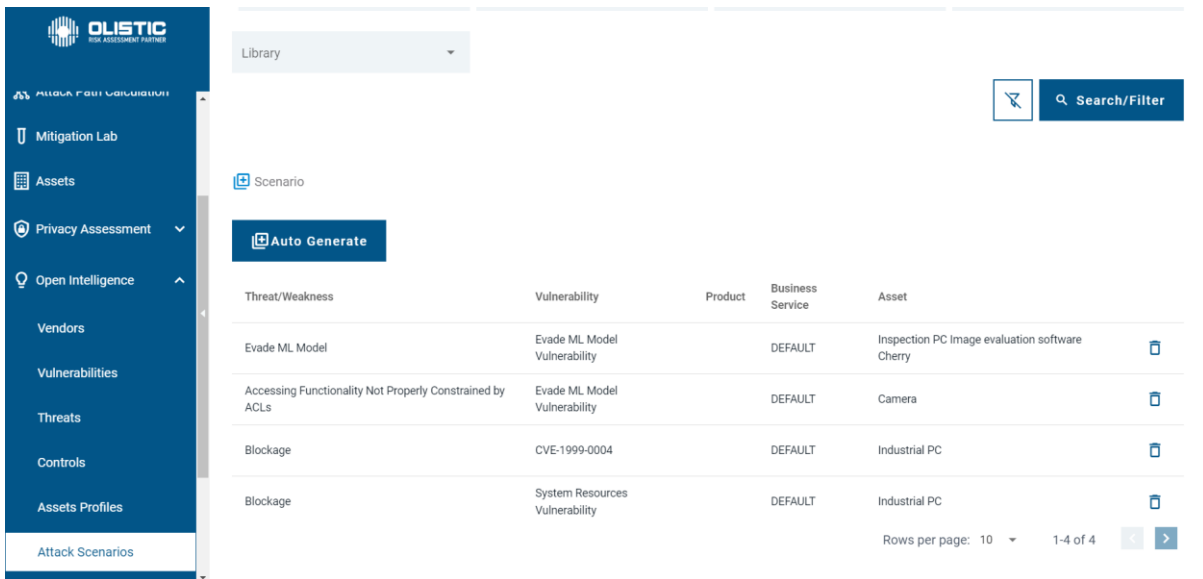 OLISTIC
RISK ASSESSMENT PARTNER
Attack Path Calculation
Mitigation Lab
Assets
Privacy Assessment
Open Intelligence
Vendors
Vulnerabilities
Threats
Controls
Assets Profiles
Attack Scenarios
Library
Search/Filter
Scenario
Auto Generate
Threat/Weakness Vulnerability Product Business Asset
Service
Evade ML Model Evade ML Model DEFAULT Inspection PC Image evaluation software
Vulnerability Cherry
Accessing Functionality Not Properly Constrained by Evade ML Model DEFAULT Camera
ACLs Vulnerability
Blockage CVE-1999-0004 DEFAULT Industrial PC
Blockage System Resources DEFAULT Industrial PC
Vulnerability
Rows per page: 10 1-4 of 4